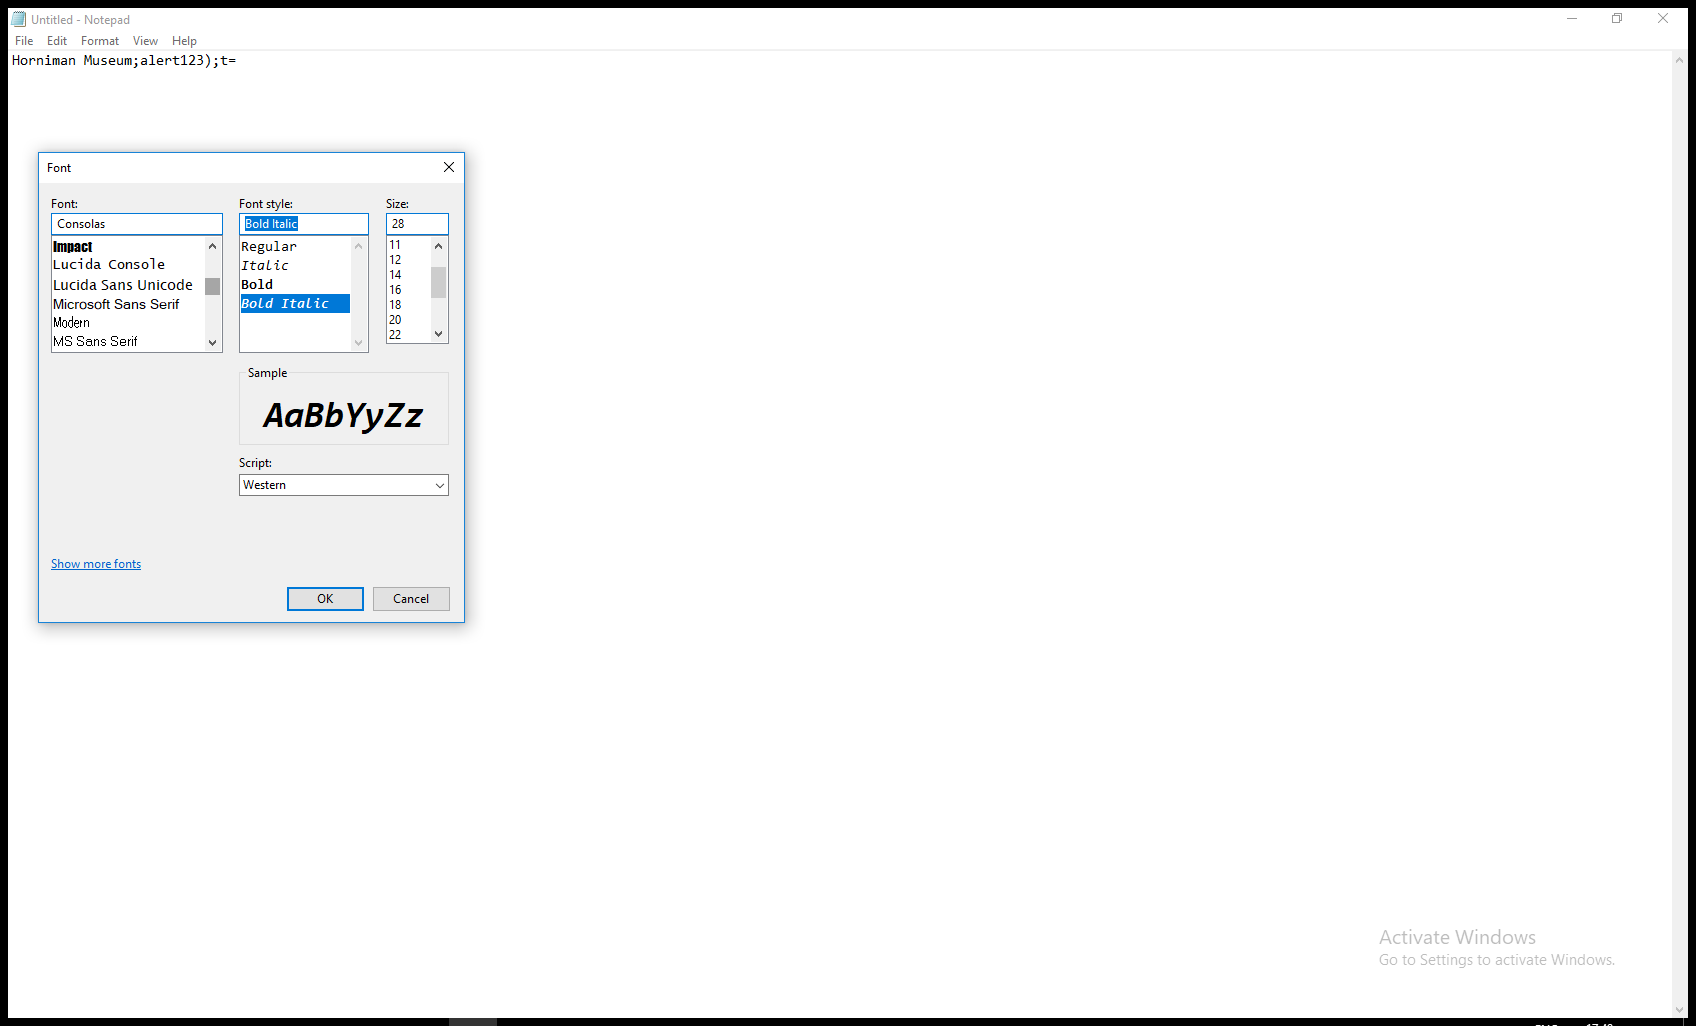 Untitled - Notepad
File Edit Format View Help
Horniman Museum;alert123);t=
Font
Font:
Consolas
Impact
Lucida Console
Lucida Sans Unicode
Microsoft Sans Serif
Modern
MS Sans Serif
Font style:
Bold Italic
Regular
Italic
Bold
Bold Italic
Size:
28
11
12
14
16
18
20
22
Sample
AaBbYyZz
Script:
Western
Show more fonts
OK
Cancel
Activate Windows
Go to Settings to activate Windows.